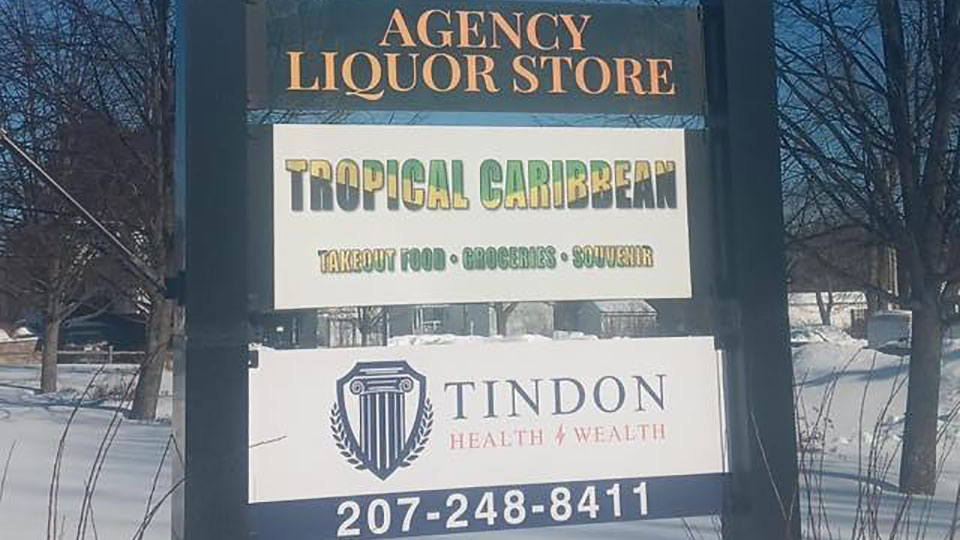 AGENCY
LIQUOR STORE
TROPICAL CARIBBEAN
TAKEOUT FOOD • GROCERIES • SOUVENIR
TINDON
HEALTH WEALTH
207-248-8411